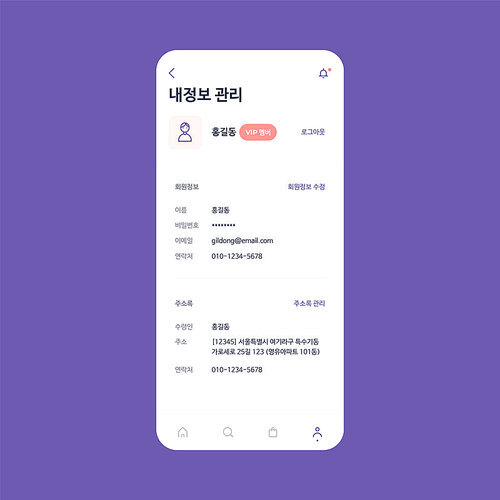 내정보 관리
홍길동 VIP 멤버 로그아웃
회원정보 회원정보 수정
이름 홍길동
비밀번호 ••••••••
이메일 gildong@email.com
연락처 010-1234-5678
주소록 주소록 관리
수령인 홍길동
주소 [12345] 서울특별시 여기라구 특수기동
가로세로 25길 123 (영유아파트 101동)
연락처 010-1234-5678